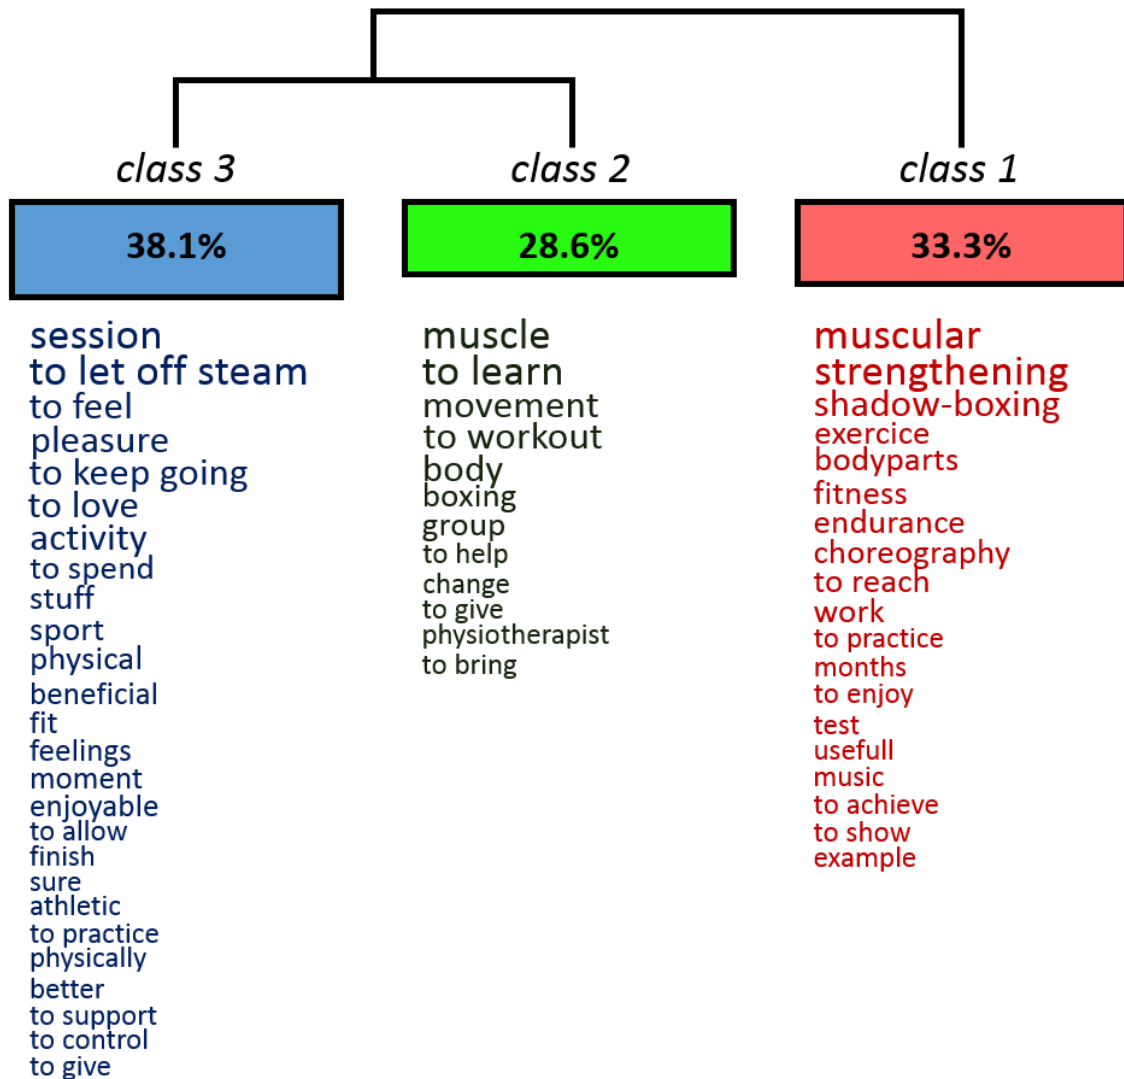 class 3
38.1%
session
to let off steam
to feel
pleasure
to keep going
to love
activity
to spend
stuff
sport
physical
beneficial
fit
feelings
moment
enjoyable
to allow
finish
sure
athletic
to practice
physically
better
to support
to control
to give
class 2
28.6%
muscle
to learn
movement
to workout
body
boxing
group
to help
change
to give
physiotherapist
to bring
class 1
33.3%
muscular
strengthening
shadow-boxing
exercice
bodyparts
fitness
endurance
choreography
to reach
work
to practice
months
to enjoy
test
usefull
music
to achieve
to show
example